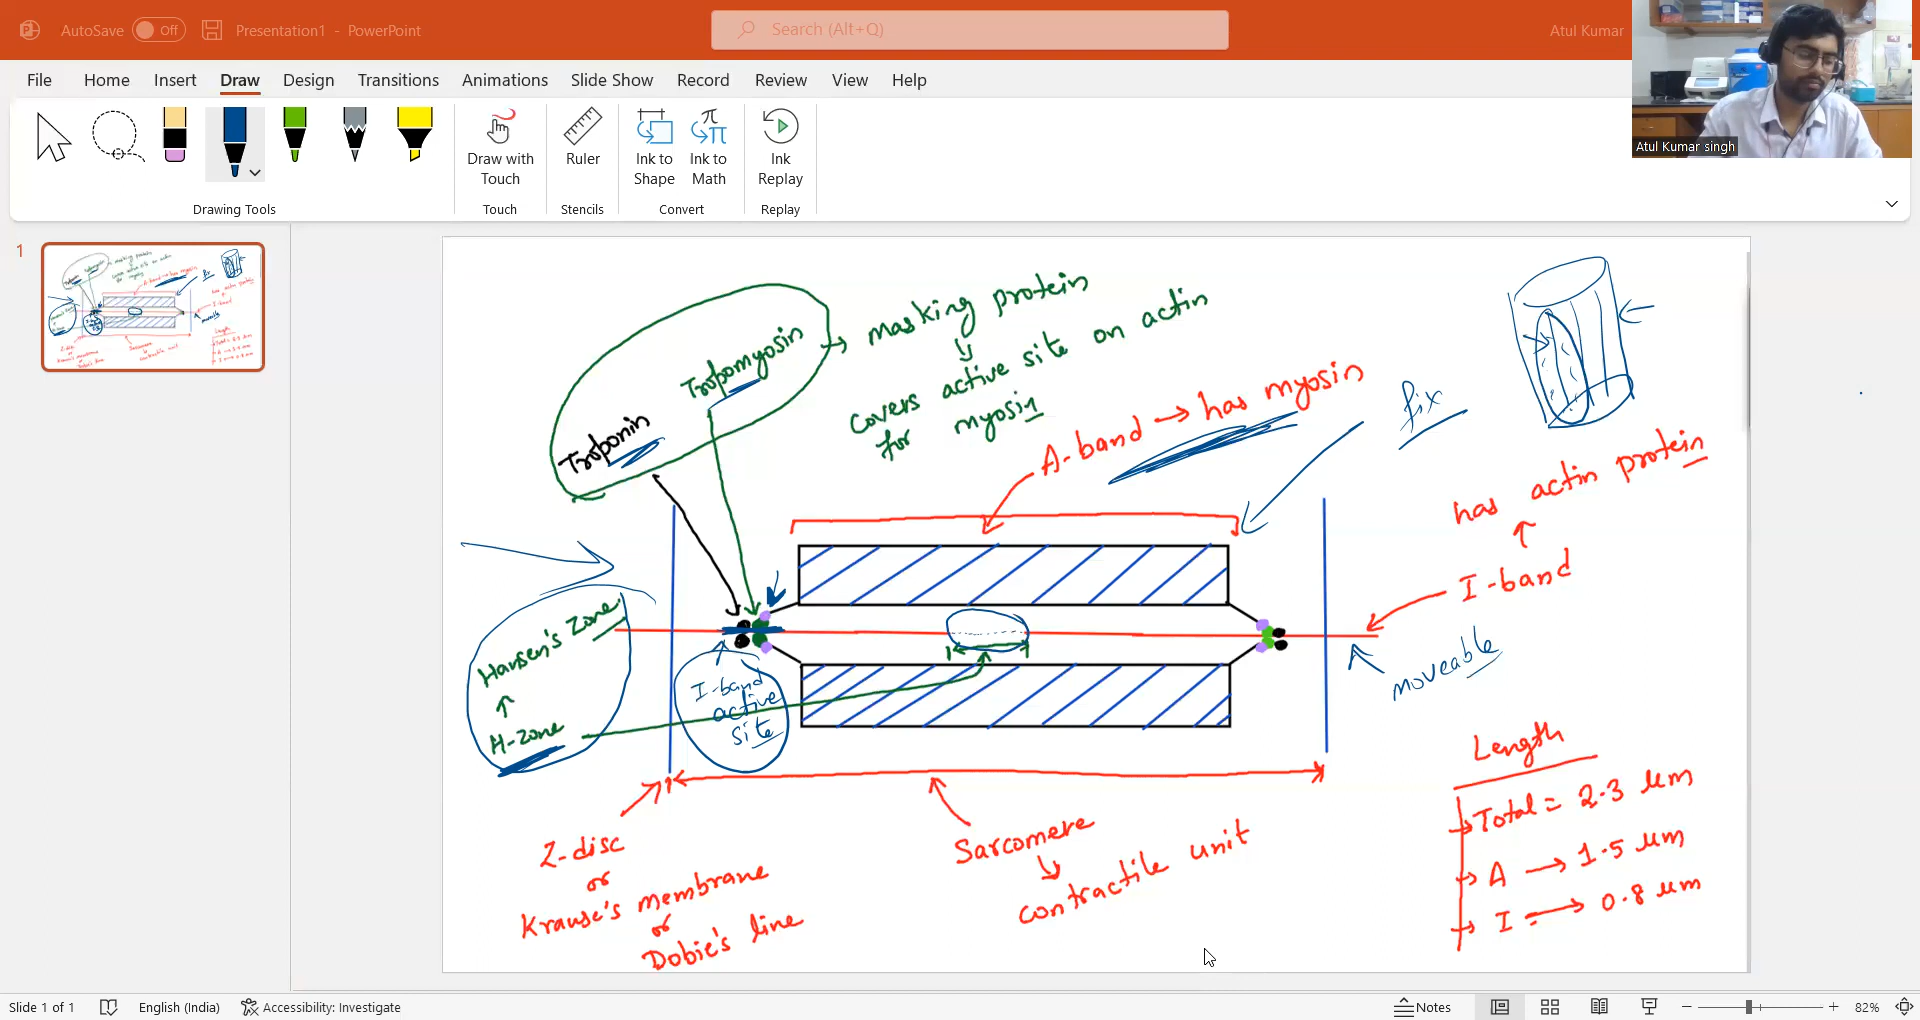 AutoSave Off Presentation1 - PowerPoint Search (Alt+Q) Atul Kumar
File Home Insert Draw Design Transitions Animations Slide Show Record Review View Help
Atul Kumar singh
Draw with Touch
Ruler
Ink to Shape
Ink to Math
Ink Replay
Drawing Tools
Touch
Stencils
Convert
Replay
1
Troponin
Tropomyosin
masking protein
covers active site on actin
for myosin
A-band → has myosin
fix
has actin protein
I-band
moveable
Hansen's Zone
H-zone
I-band
active
site
Z-disc
or
Krause's membrane
or
Dobie's line
Sarcomere
contractile unit
Length
Total = 2.3 μm
A → 1.5 μm
I → 0.8 μm
Slide 1 of 1 English (India) Accessibility: Investigate Notes 82%